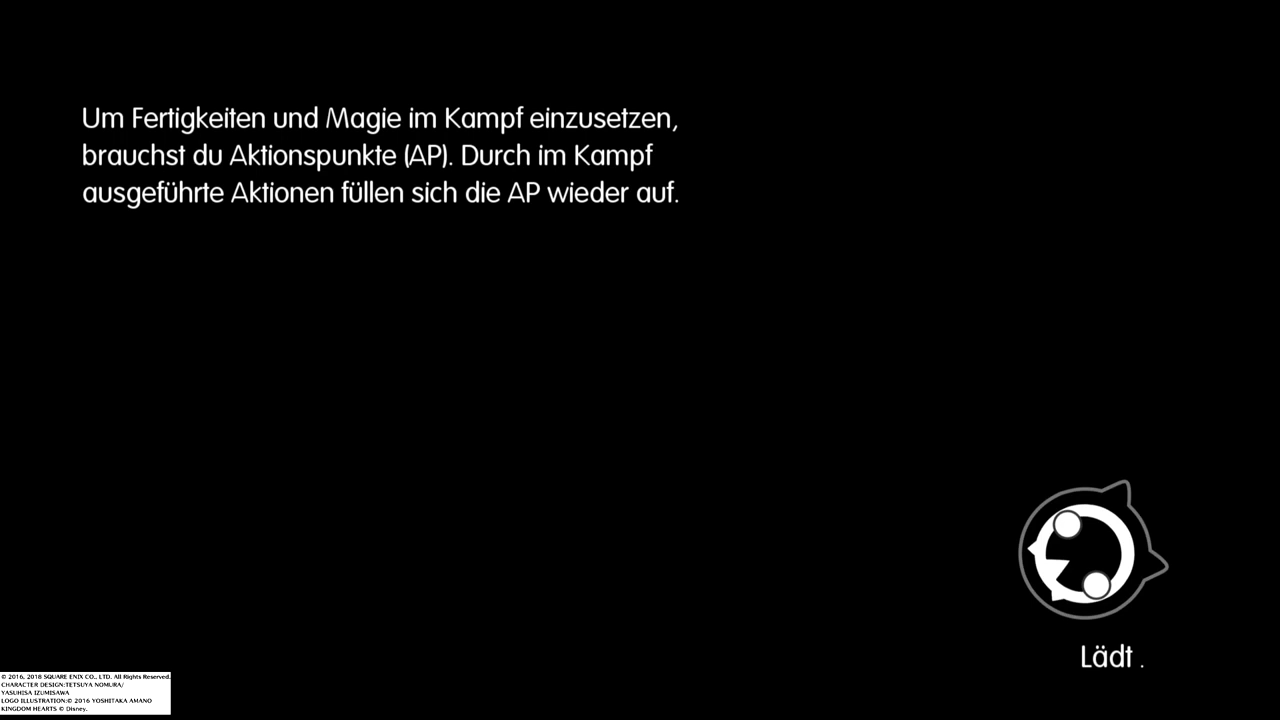 Um Fertigkeiten und Magie im Kampf einzusetzen,
brauchst du Aktionspunkte (AP). Durch im Kampf
ausgeführte Aktionen füllen sich die AP wieder auf.
Lädt .
© 2016, 2018 SQUARE ENIX CO., LTD. All Rights Reserved.
CHARACTER DESIGN:TETSUYA NOMURA/
YASUHISA IZUMISAWA
LOGO ILLUSTRATION:© 2016 YOSHITAKA AMANO
KINGDOM HEARTS © Disney.